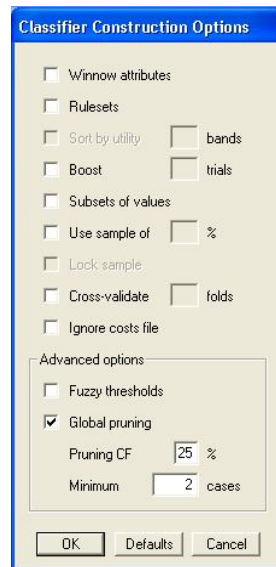 Classifier Construction Options
Winnow attributes
Rulesets
Sort by utility bands
Boost trials
Subsets of values
Use sample of %
Lock sample
Cross-validate folds
Ignore costs file
Advanced options
Fuzzy thresholds
Global pruning
Pruning CF 25 %
Minimum 2 cases
OK Defaults Cancel